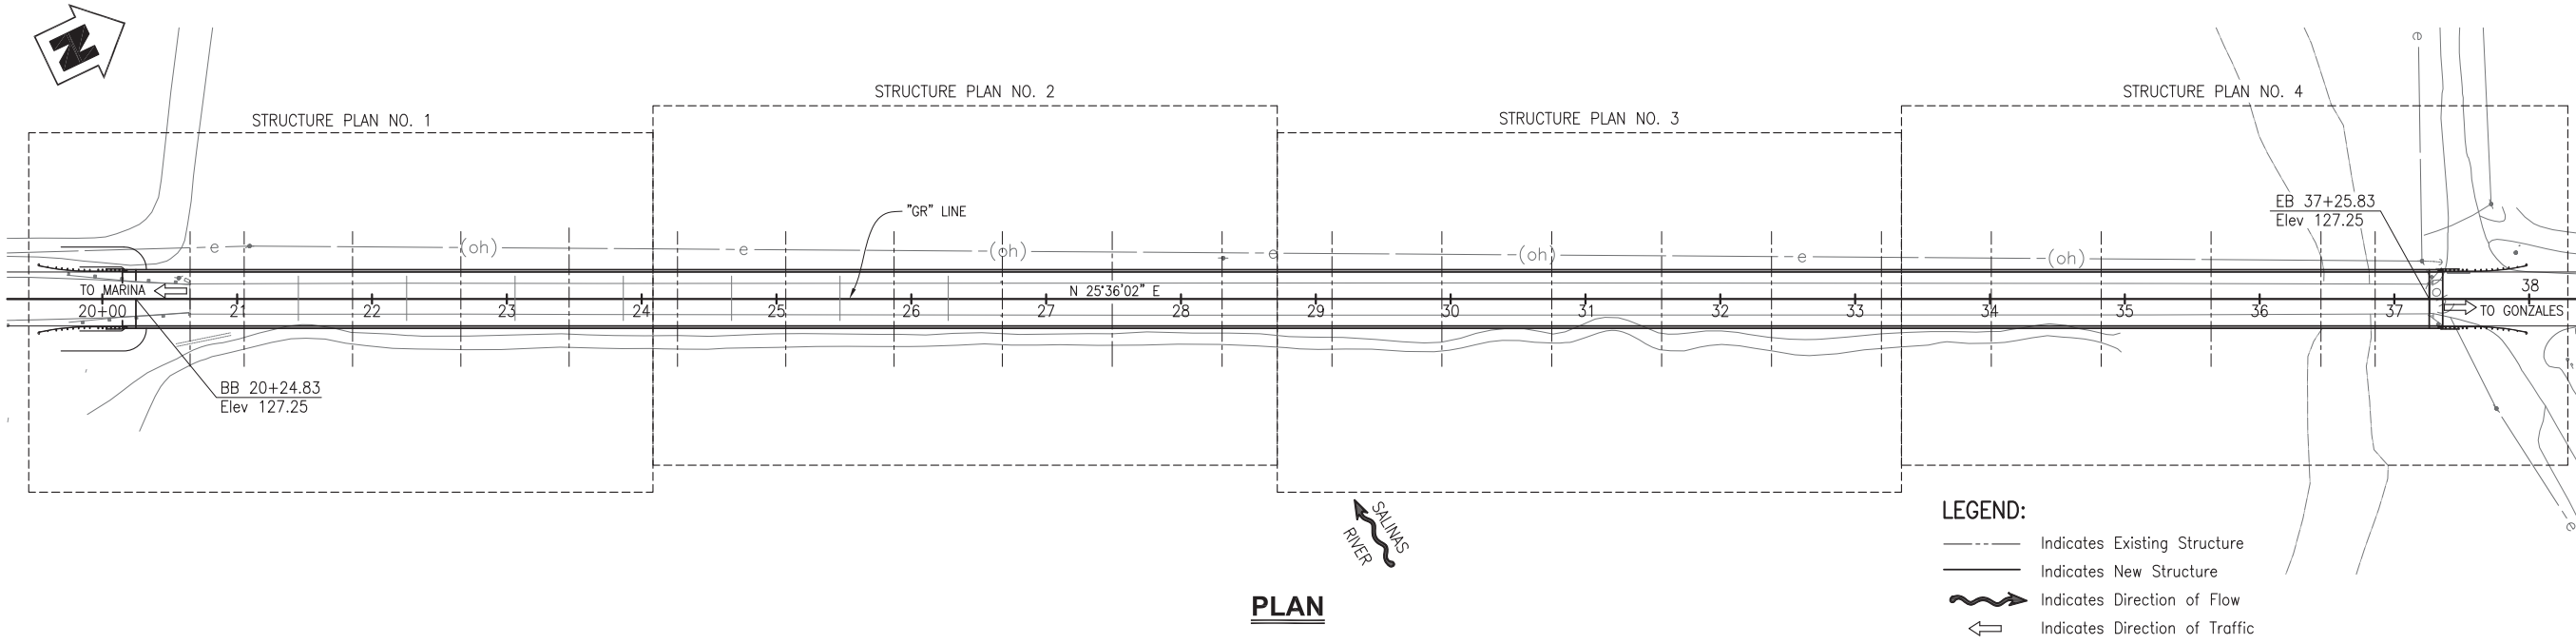 N
STRUCTURE PLAN NO. 1
STRUCTURE PLAN NO. 2
STRUCTURE PLAN NO. 3
STRUCTURE PLAN NO. 4
"GR" LINE
EB 37+25.83
Elev 127.25
e
e
(oh)
e
(oh)
e
(oh)
e
(oh)
e
TO MARINA
N 25°36'02" E
20+00
21
22
23
24
25
26
27
28
29
30
31
32
33
34
35
36
37
38
TO GONZALES
BB 20+24.83
Elev 127.25
SALINAS
RIVER
PLAN
LEGEND:
Indicates Existing Structure
Indicates New Structure
Indicates Direction of Flow
Indicates Direction of Traffic